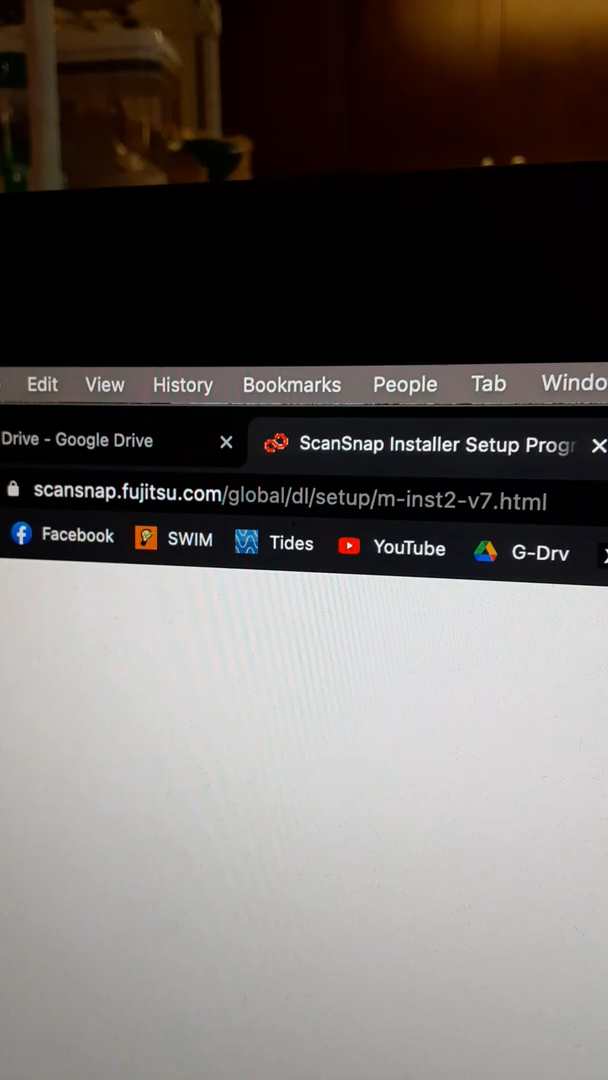 Edit View History Bookmarks People Tab Windo
Drive - Google Drive ScanSnap Installer Setup Progr
scansnap.fujitsu.com/global/dl/setup/m-inst2-v7.html
Facebook SWIM Tides YouTube G-Drv